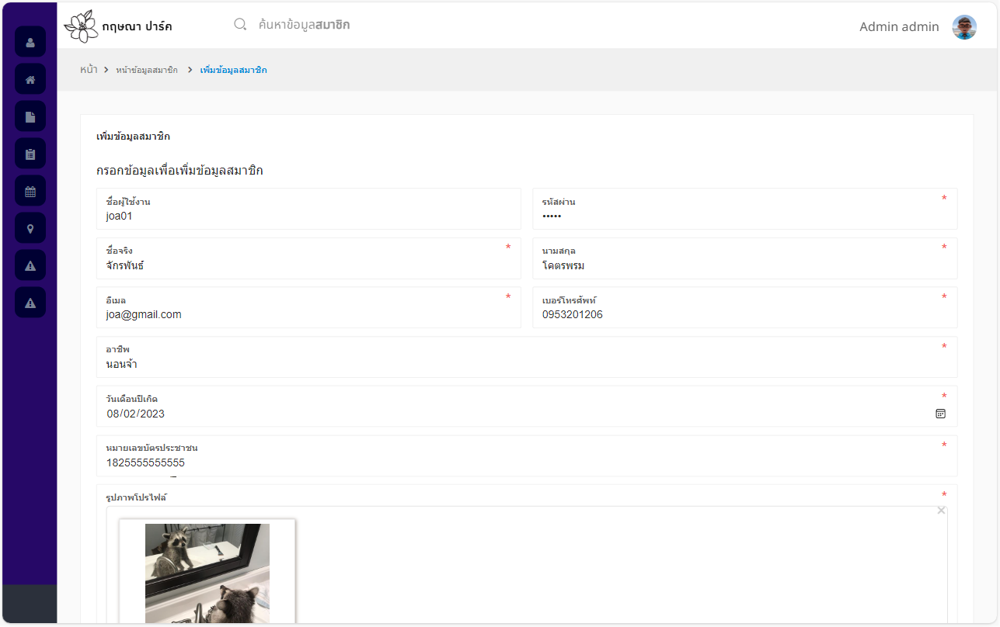 กฤษณา ปาร์ค
ค้นหาข้อมูลสมาชิก
Admin admin
หน้า > หน้าข้อมูลสมาชิก > เพิ่มข้อมูลสมาชิก
เพิ่มข้อมูลสมาชิก
กรอกข้อมูลเพื่อเพิ่มข้อมูลสมาชิก
ชื่อผู้ใช้งาน
joa01
รหัสผ่าน *
•••••
ชื่อจริง *
จักรพันธ์
นามสกุล *
โคตรพรม
อีเมล *
joa@gmail.com
เบอร์โทรศัพท์ *
0953201206
อาชีพ *
นอนจ้า
วันเดือนปีเกิด *
08/02/2023
หมายเลขบัตรประชาชน *
1825555555555
รูปภาพโปรไฟล์ *